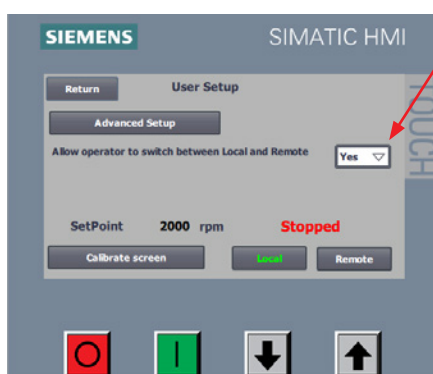 SIEMENS SIMATIC HMI
TOUCH
Return User Setup
Advanced Setup
Allow operator to switch between Local and Remote Yes
SetPoint 2000 rpm Stopped
Calibrate screen Local Remote